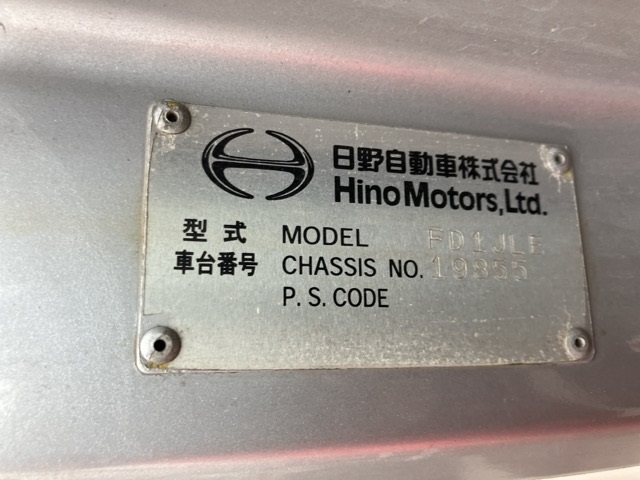 日野自動車株式会社
Hino Motors, Ltd.
型式 MODEL FD1JLE
車台番号 CHASSIS NO. 19855
P.S. CODE